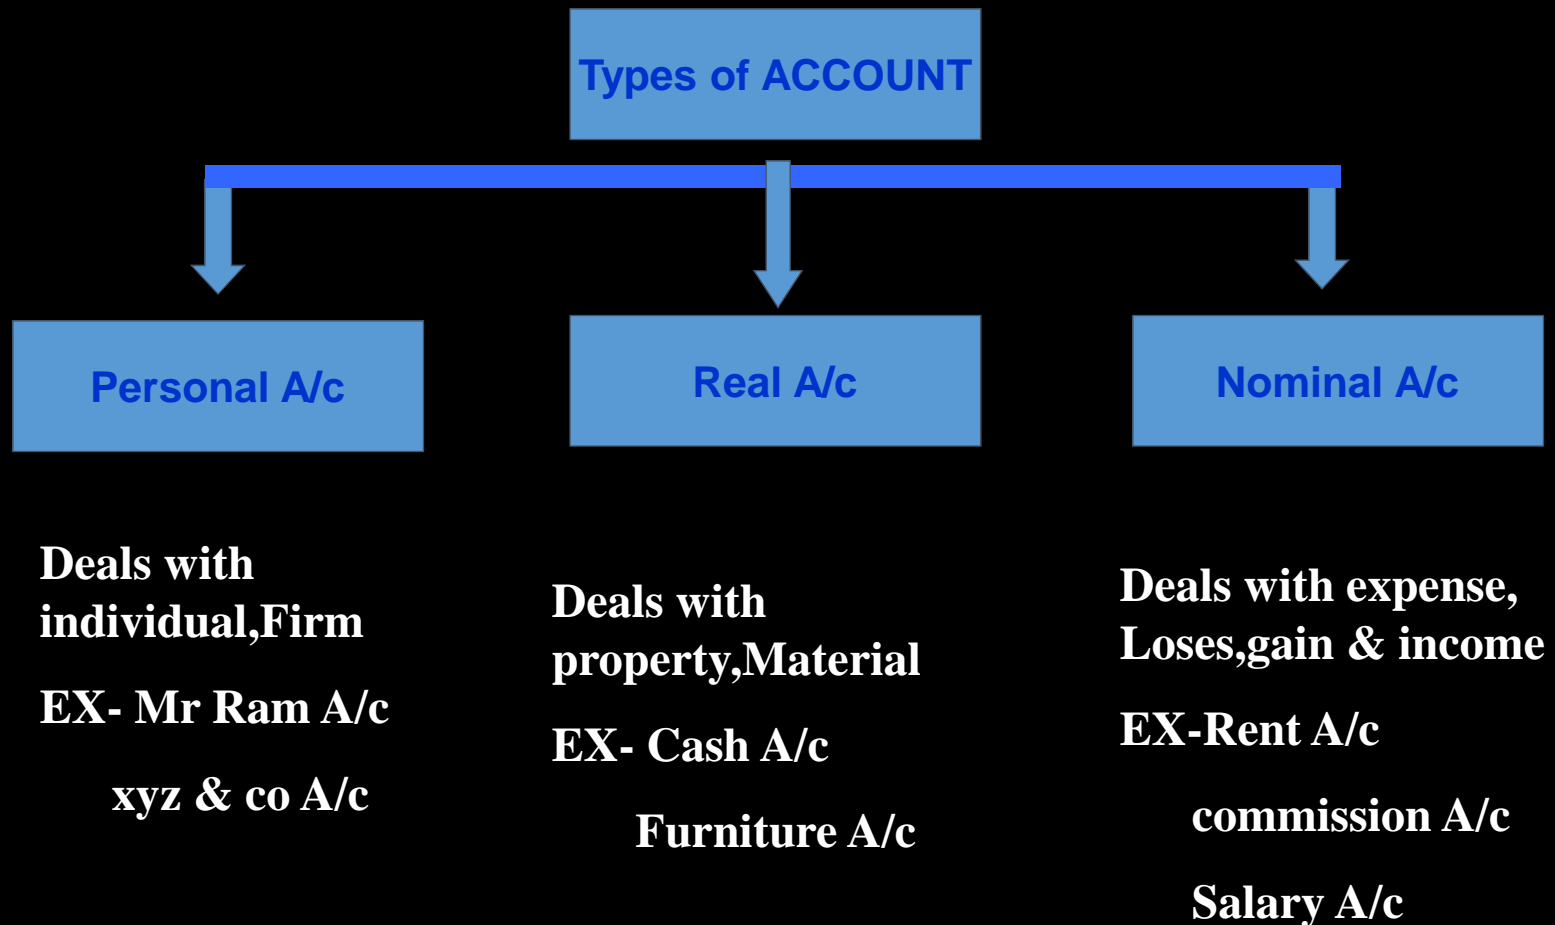 Types of ACCOUNT
Personal A/c
Real A/c
Nominal A/c
Deals with
individual,Firm
EX- Mr Ram A/c
xyz & co A/c
Deals with
property,Material
EX- Cash A/c
Furniture A/c
Deals with expense,
Loses,gain & income
EX-Rent A/c
commission A/c
Salary A/c